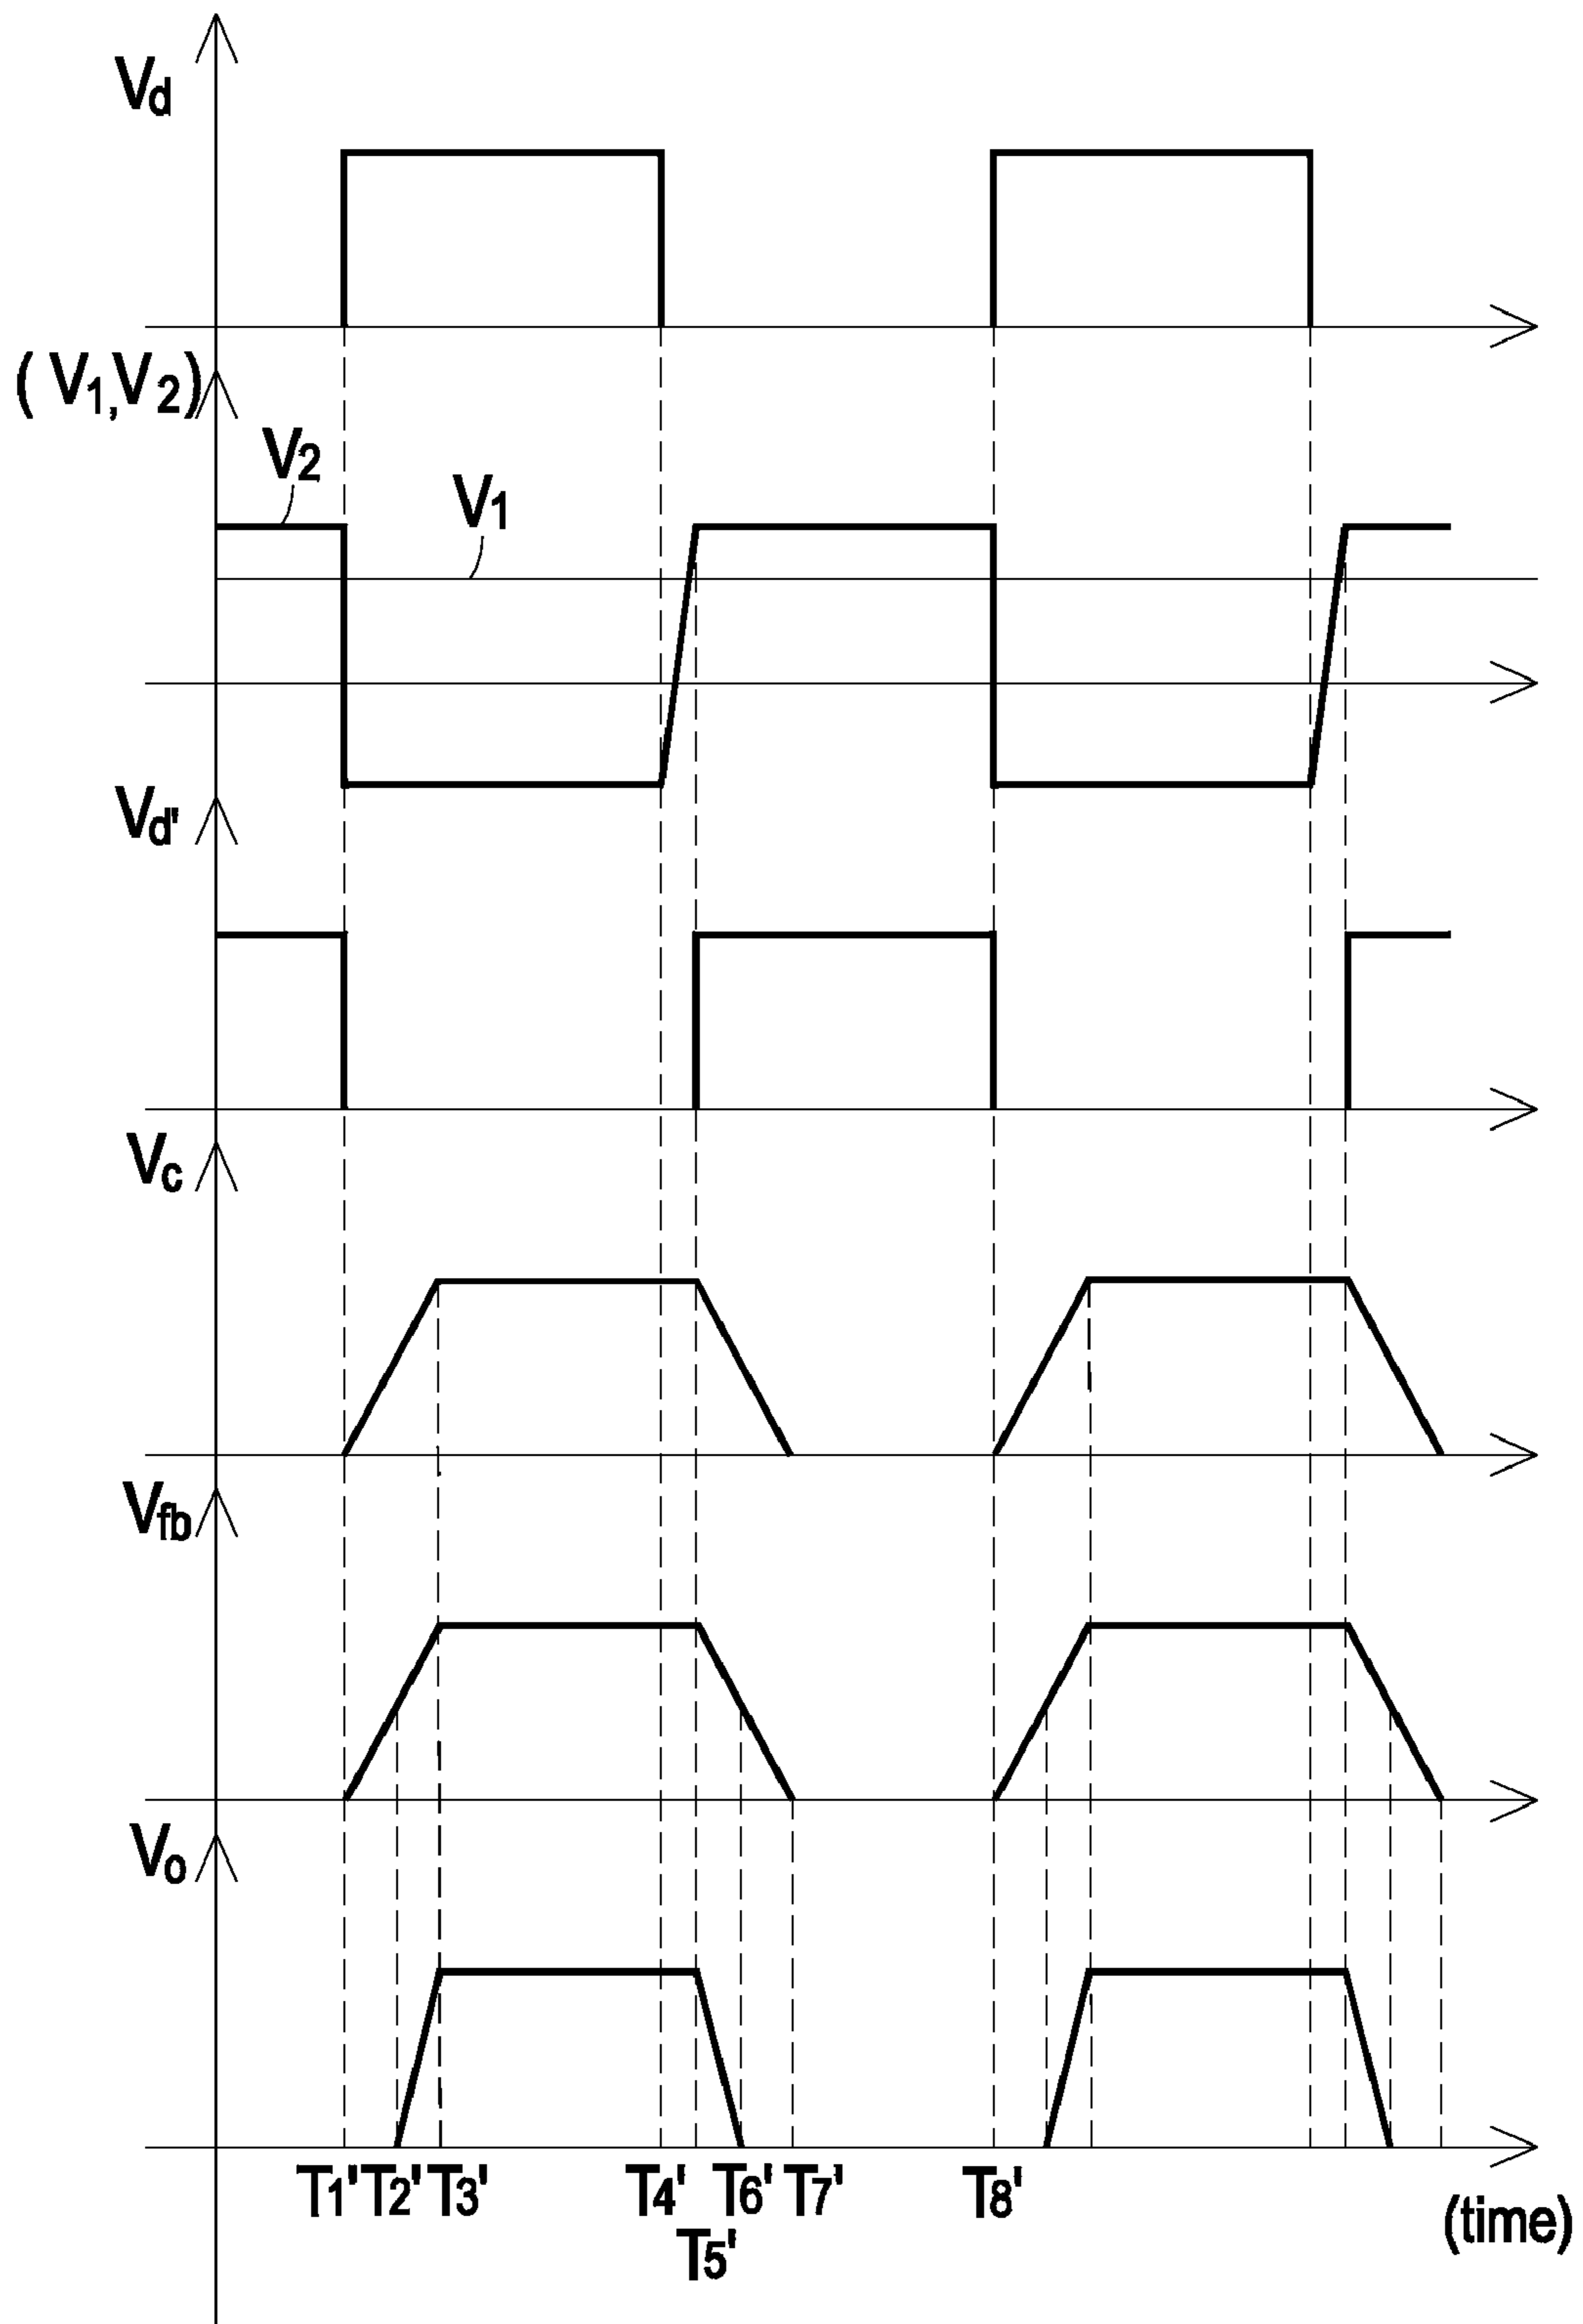 Vd
(V1,V2)
V2
V1
Vd'
Vc
Vfb
Vo
T1' T2' T3' T4' T6' T7' T8'
T5'
(time)